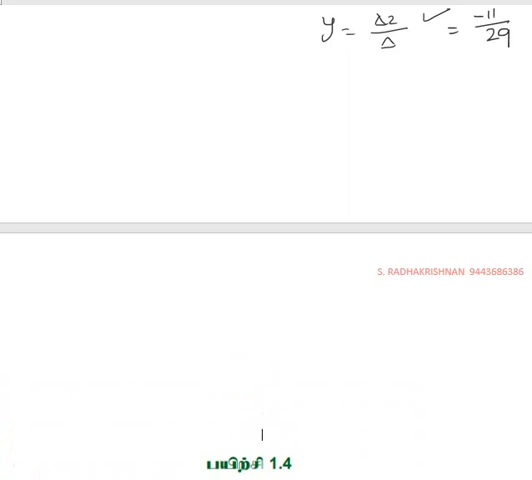 y = Δ2/Δ ✓ = -11/29
S. RADHAKRISHNAN 9443686386
பயிற்சி 1.4